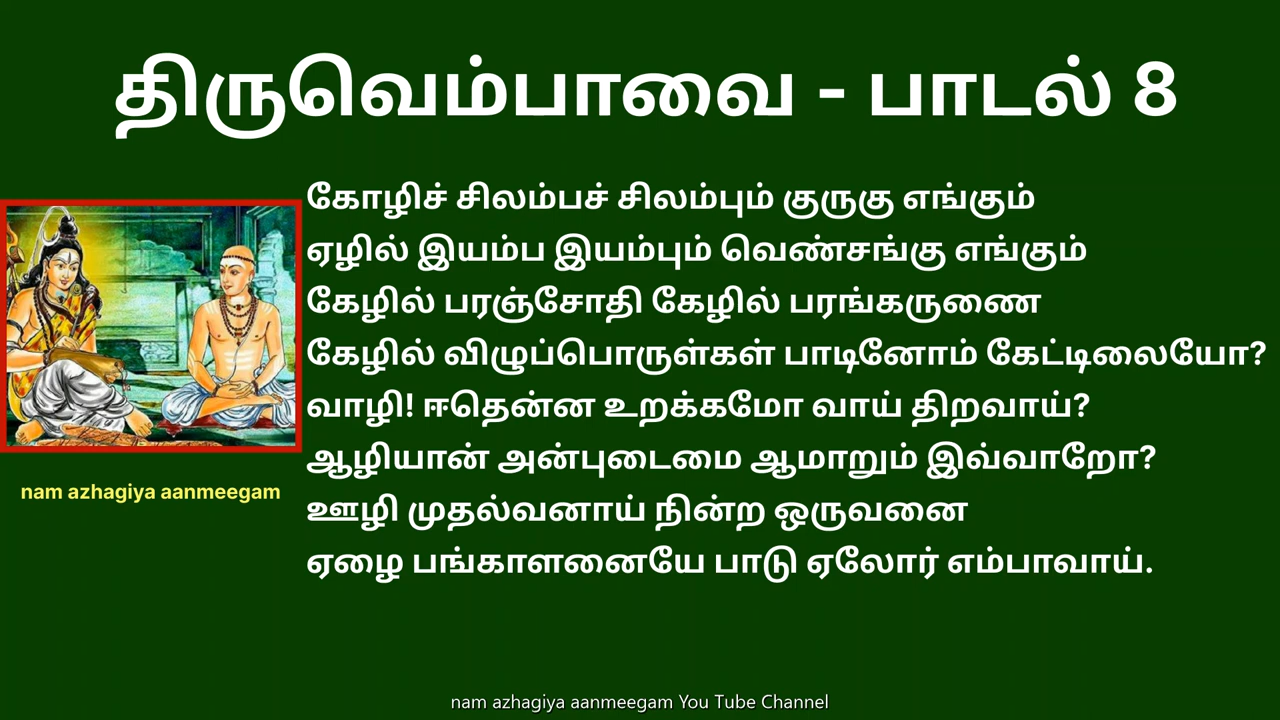 திருவெம்பாவை - பாடல் 8
கோழிச் சிலம்பச் சிலம்பும் குருகு எங்கும்
ஏழில் இயம்ப இயம்பும் வெண்சங்கு எங்கும்
கேழில் பரஞ்சோதி கேழில் பரங்கருணை
கேழில் விழுப்பொருள்கள் பாடினோம் கேட்டிலையோ?
வாழி! ஈதென்ன உறக்கமோ வாய் திறவாய்?
ஆழியான் அன்புடைமை ஆமாறும் இவ்வாறோ?
ஊழி முதல்வனாய் நின்ற ஒருவனை
ஏழை பங்காளனையே பாடு ஏலோர் எம்பாவாய்.
nam azhagiya aanmeegam
nam azhagiya aanmeegam You Tube Channel